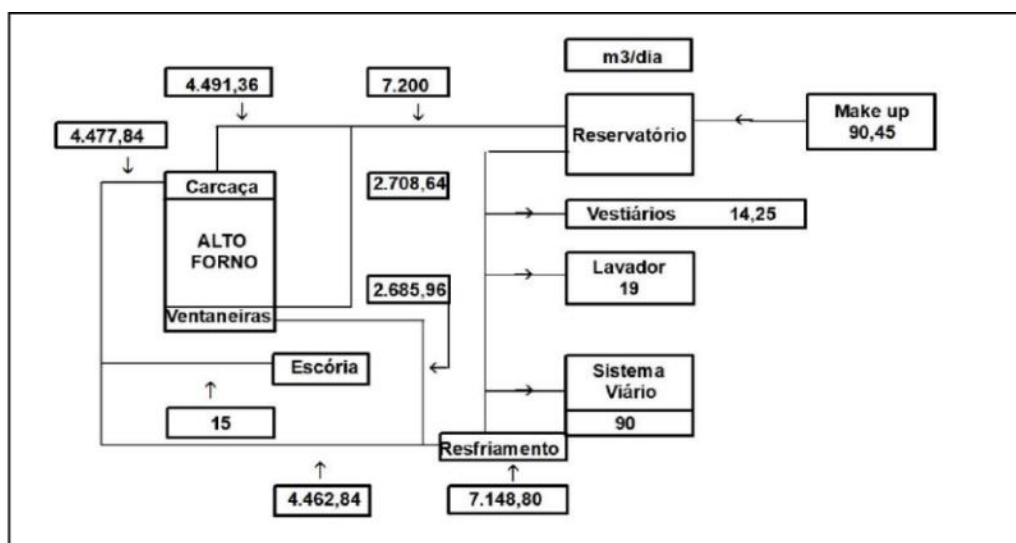 m3/dia
4.491,36
7.200
Make up
90,45
4.477,84
Reservatório
Carcaça
2.708,64
Vestiários 14,25
ALTO
FORNO
Lavador
19
2.685,96
Ventaneiras
Escória
Sistema
Viário
15
90
Resfriamento
4.462,84
7.148,80